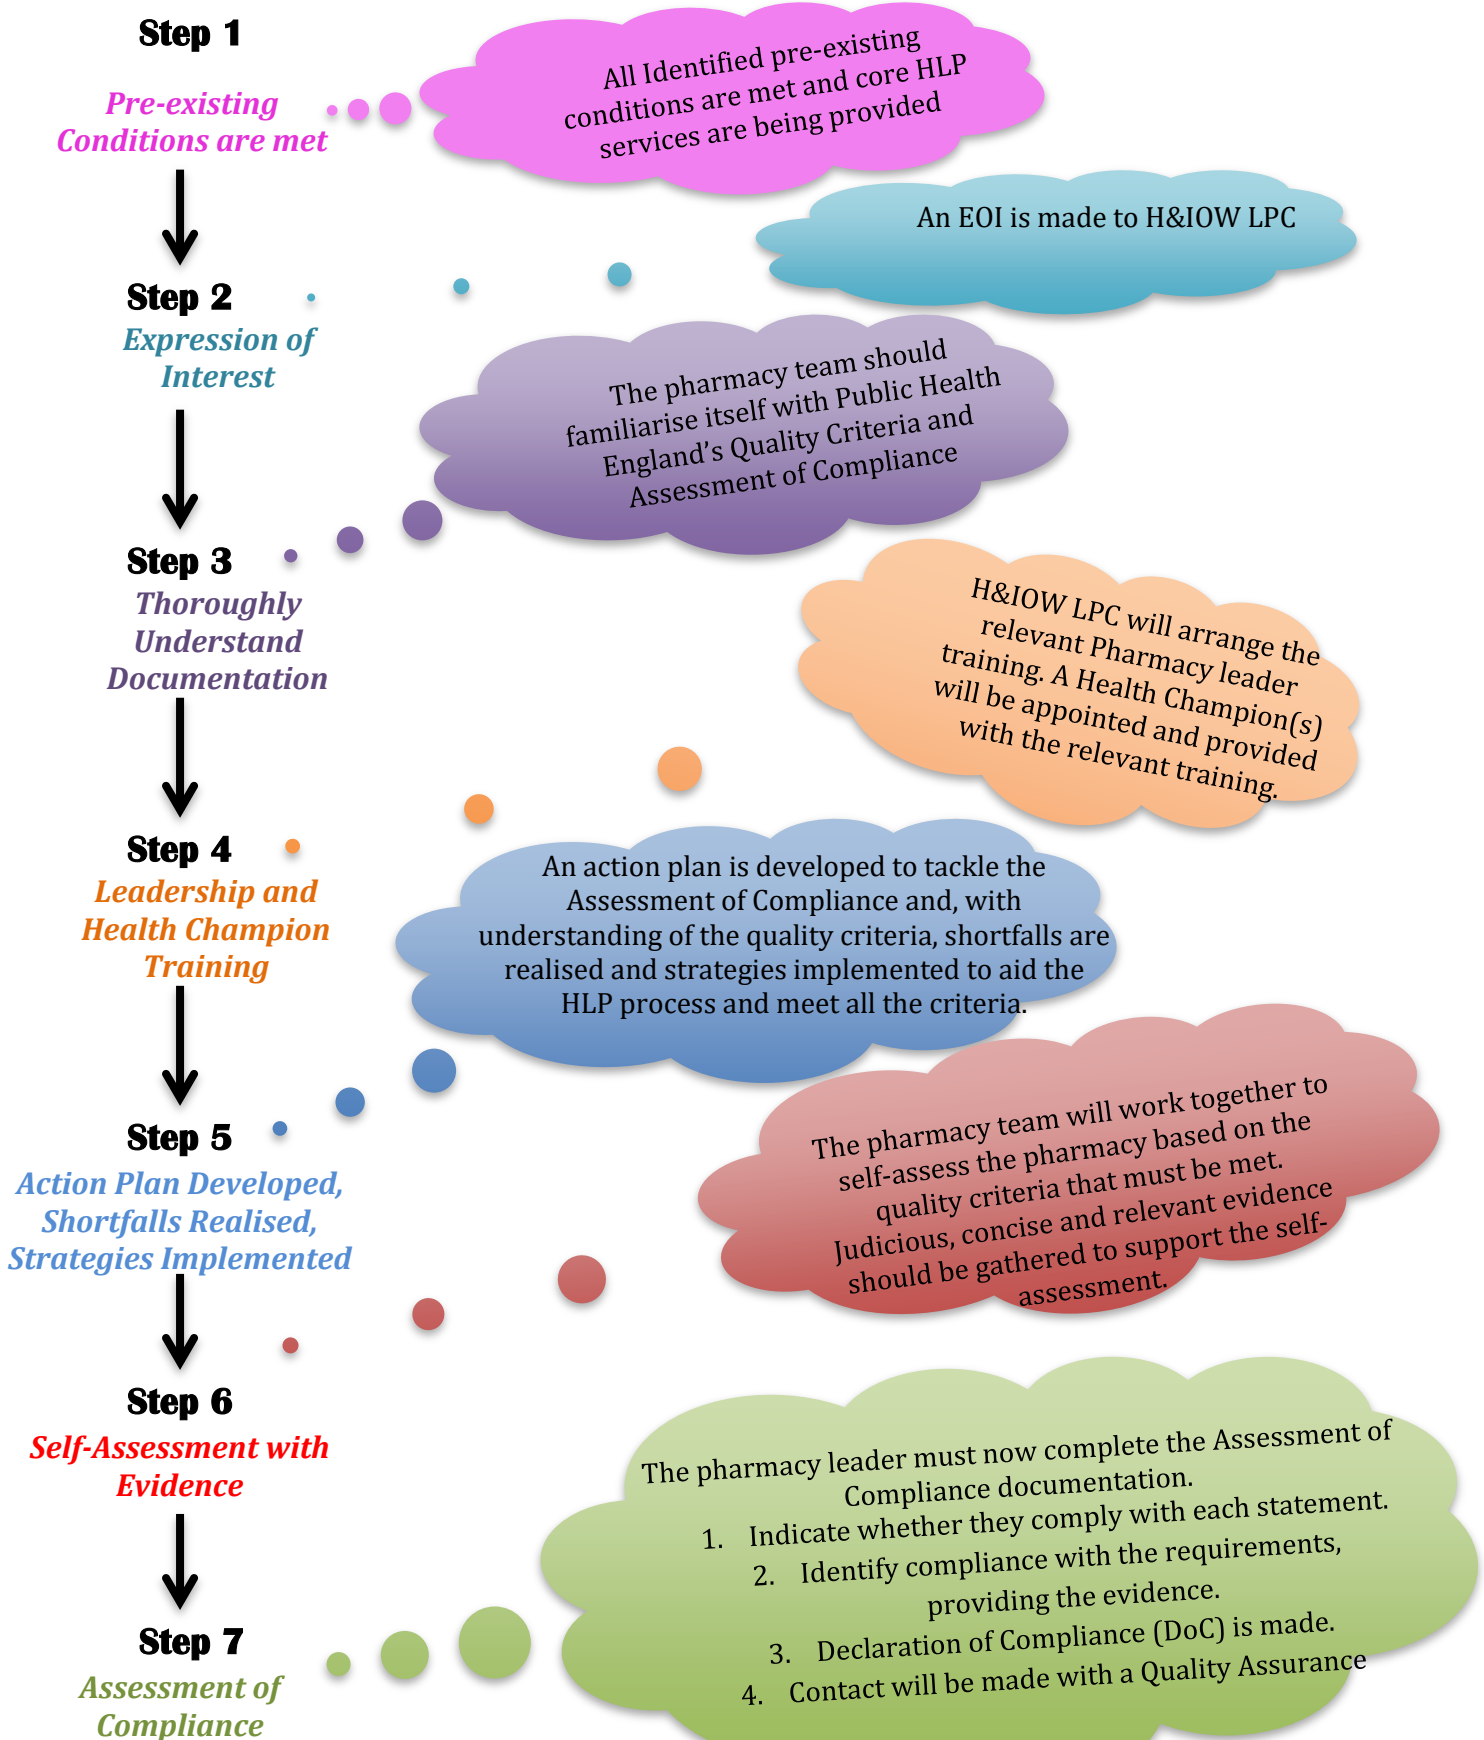 Step 1
Pre-existing
Conditions are met
All Identified pre-existing
conditions are met and core HLP
services are being provided
Step 2
Expression of
Interest
An EOI is made to H&IOW LPC
Step 3
Thoroughly
Understand
Documentation
The pharmacy team should
familiarise itself with Public Health
England's Quality Criteria and
Assessment of Compliance
Step 4
Leadership and
Health Champion
Training
H&IOW LPC will arrange the
relevant Pharmacy leader
training. A Health Champion(s)
will be appointed and provided
with the relevant training.
Step 5
Action Plan Developed,
Shortfalls Realised,
Strategies Implemented
An action plan is developed to tackle the
Assessment of Compliance and, with
understanding of the quality criteria, shortfalls are
realised and strategies implemented to aid the
HLP process and meet all the criteria.
Step 6
Self-Assessment with
Evidence
The pharmacy team will work together to
self-assess the pharmacy based on the
quality criteria that must be met.
Judicious, concise and relevant evidence
should be gathered to support the self-
assessment.
Step 7
Assessment of
Compliance
The pharmacy leader must now complete the Assessment of
Compliance documentation.
1. Indicate whether they comply with each statement.
2. Identify compliance with the requirements,
providing the evidence.
3. Declaration of Compliance (DoC) is made.
4. Contact will be made with a Quality Assurance